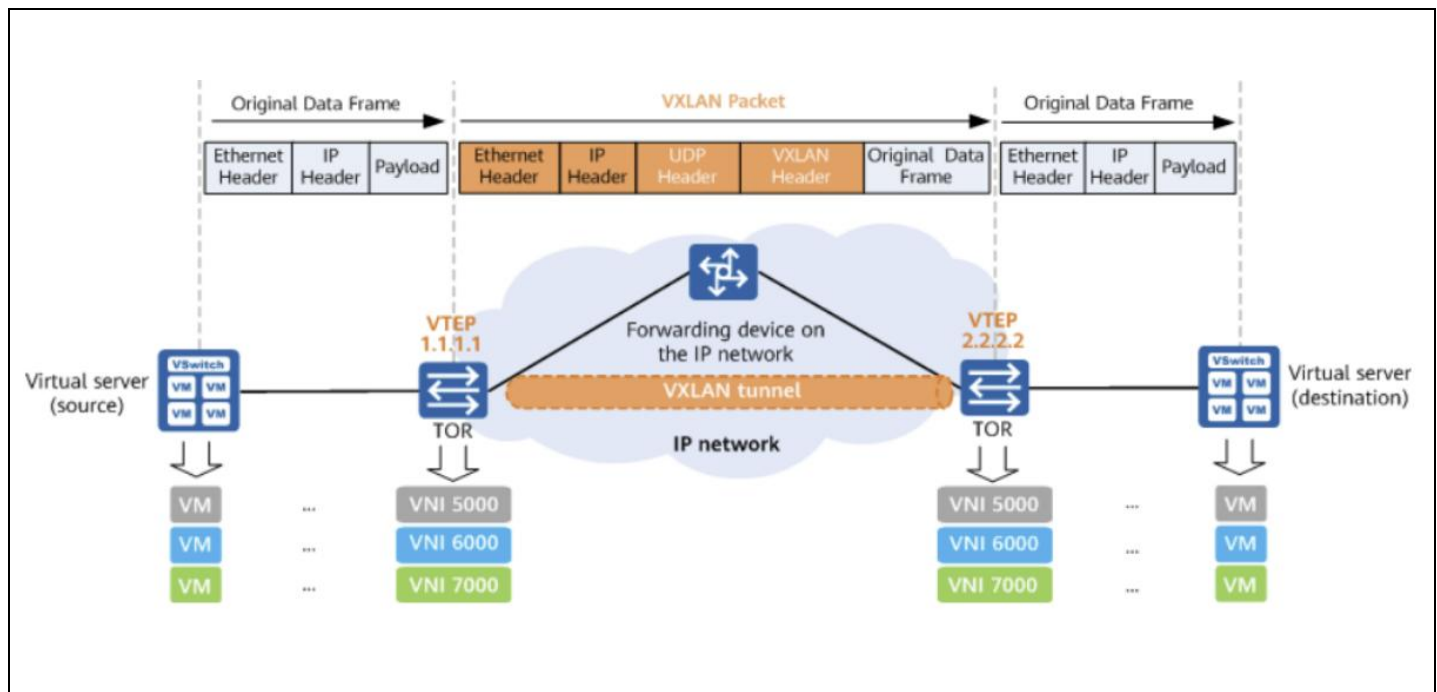 Original Data Frame
VXLAN Packet
Original Data Frame
Ethernet Header
IP Header
Payload
Ethernet Header
IP Header
UDP Header
VXLAN Header
Original Data Frame
Ethernet Header
IP Header
Payload
VTEP
1.1.1.1
Forwarding device on
the IP network
VTEP
2.2.2.2
Virtual server
(source)
VSwitch
VM VM
VM VM
VXLAN tunnel
VSwitch
VM VM
VM VM
Virtual server
(destination)
TOR
IP network
TOR
VM ... VNI 5000 VNI 5000 ... VM
VM ... VNI 6000 VNI 6000 ... VM
VM ... VNI 7000 VNI 7000 ... VM